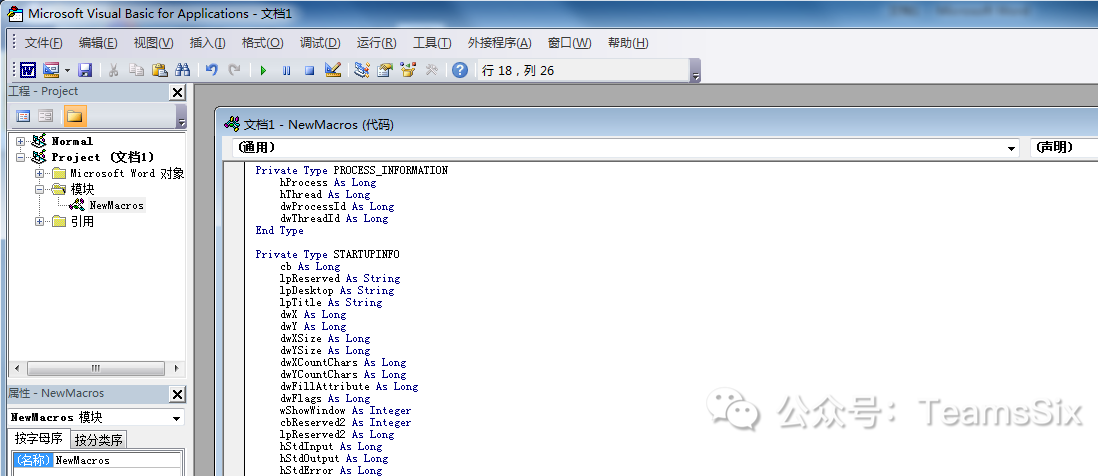 Microsoft Visual Basic for Applications - 文档1
文件(F) 编辑(E) 视图(V) 插入(I) 格式(O) 调试(D) 运行(R) 工具(T) 外接程序(A) 窗口(W) 帮助(H)
行 18，列 26
工程 - Project
Normal
Project (文档1)
Microsoft Word 对象
模块
NewMacros
引用
属性 - NewMacros
NewMacros 模块
按字母序 按分类序
(名称) NewMacros
文档1 - NewMacros (代码)
(通用) (声明)
Private Type PROCESS_INFORMATION
hProcess As Long
hThread As Long
dwProcessId As Long
dwThreadId As Long
End Type
Private Type STARTUPINFO
cb As Long
lpReserved As String
lpDesktop As String
lpTitle As String
dwX As Long
dwY As Long
dwXSize As Long
dwYSize As Long
dwXCountChars As Long
dwYCountChars As Long
dwFillAttribute As Long
dwFlags As Long
wShowWindow As Integer
cbReserved2 As Integer
lpReserved2 As Long
hStdInput As Long
hStdOutput As Long
hStdError As Long
公众号：TeamsSix